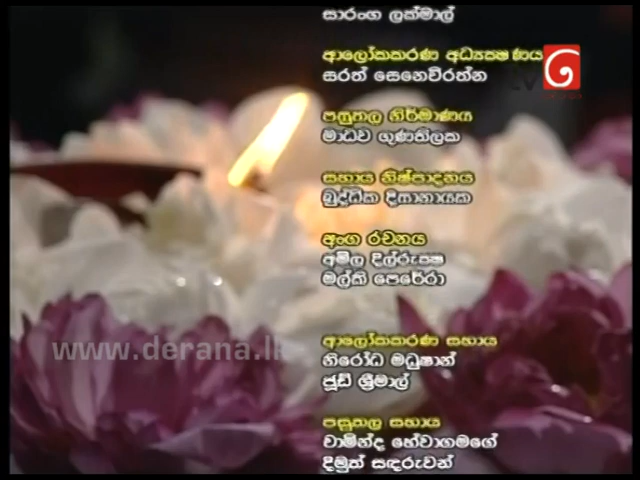 සාරංග ලක්මාල්
ආලෝකකරණ අධ්‍යක්ෂණය
සරත් සෙනෙවිරත්න
පසුතල නිර්මාණය
මාධව ගුණතිලක
සහාය නිෂ්පාදනය
බුද්ධික දිසානායක
අංග රචනය
අමිල දිල්රුක්ෂ
මල්කි පෙරේරා
www.derana.lk
ආලෝකකරණ සහාය
නිරෝධ මධුෂාන්
ජූඩ් ශ්‍රීමාල්
පසුතල සහාය
චාමින්ද හේවාගමගේ
දිමුත් සඳරුවන්